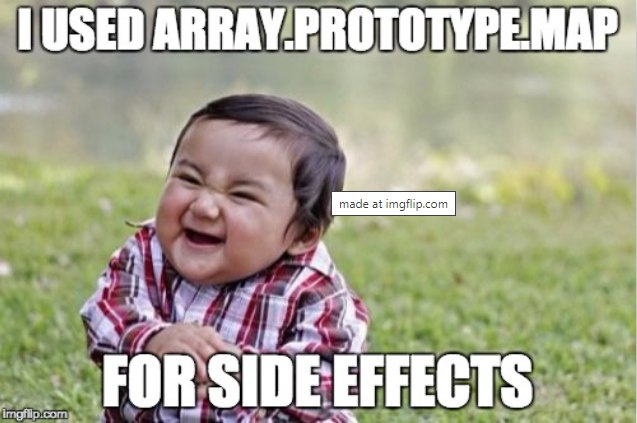 I USED ARRAY.PROTOTYPE.MAP
made at imgflip.com
FOR SIDE EFFECTS
imgflip.com